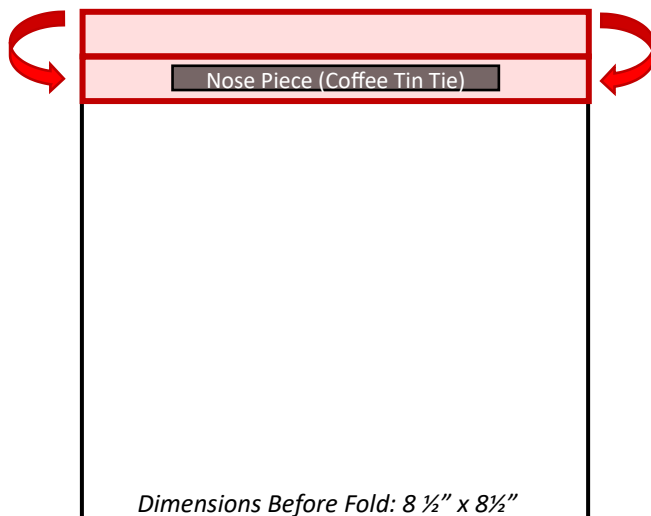 Nose Piece (Coffee Tin Tie)
Dimensions Before Fold: 8 ½” x 8½”